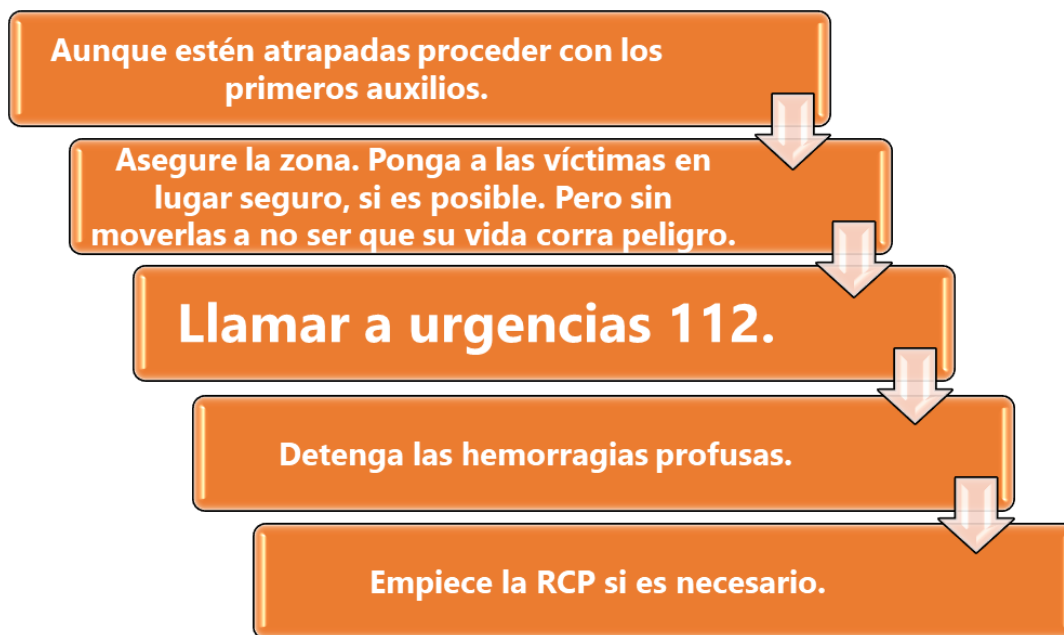 Aunque estén atrapadas proceder con los
primeros auxilios.
Asegure la zona. Ponga a las víctimas en
lugar seguro, si es posible. Pero sin
moverlas a no ser que su vida corra peligro.
Llamar a urgencias 112.
Detenga las hemorragias profusas.
Empiece la RCP si es necesario.